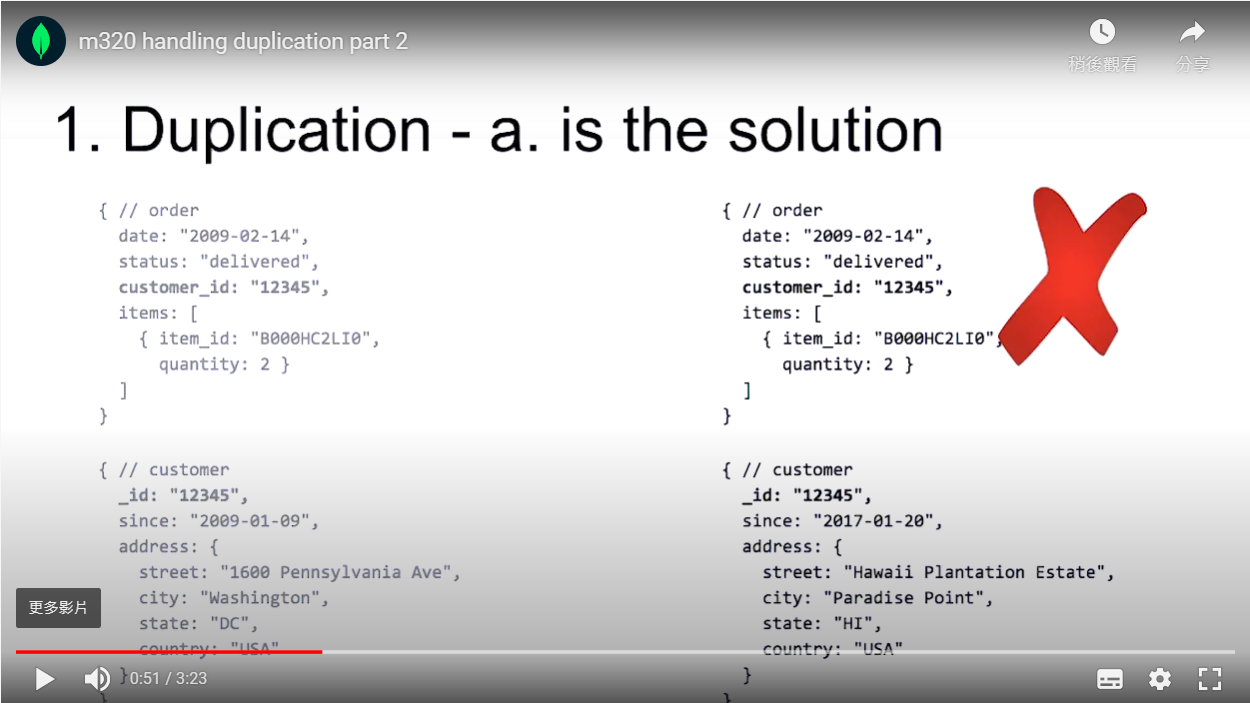 m320 handling duplication part 2
稍後觀看
分享
1. Duplication - a. is the solution
{ // order
date: "2009-02-14",
status: "delivered",
customer_id: "12345",
items: [
{ item_id: "B000HC2LI0",
quantity: 2 }
]
}
{ // customer
_id: "12345",
since: "2009-01-09",
address: {
street: "1600 Pennsylvania Ave",
city: "Washington",
state: "DC",
country: "USA"
}
}
{ // order
date: "2009-02-14",
status: "delivered",
customer_id: "12345",
items: [
{ item_id: "B000HC2LI0",
quantity: 2 }
]
}
{ // customer
_id: "12345",
since: "2017-01-20",
address: {
street: "Hawaii Plantation Estate",
city: "Paradise Point",
state: "HI",
country: "USA"
}
}
更多影片
0:51 / 3:23